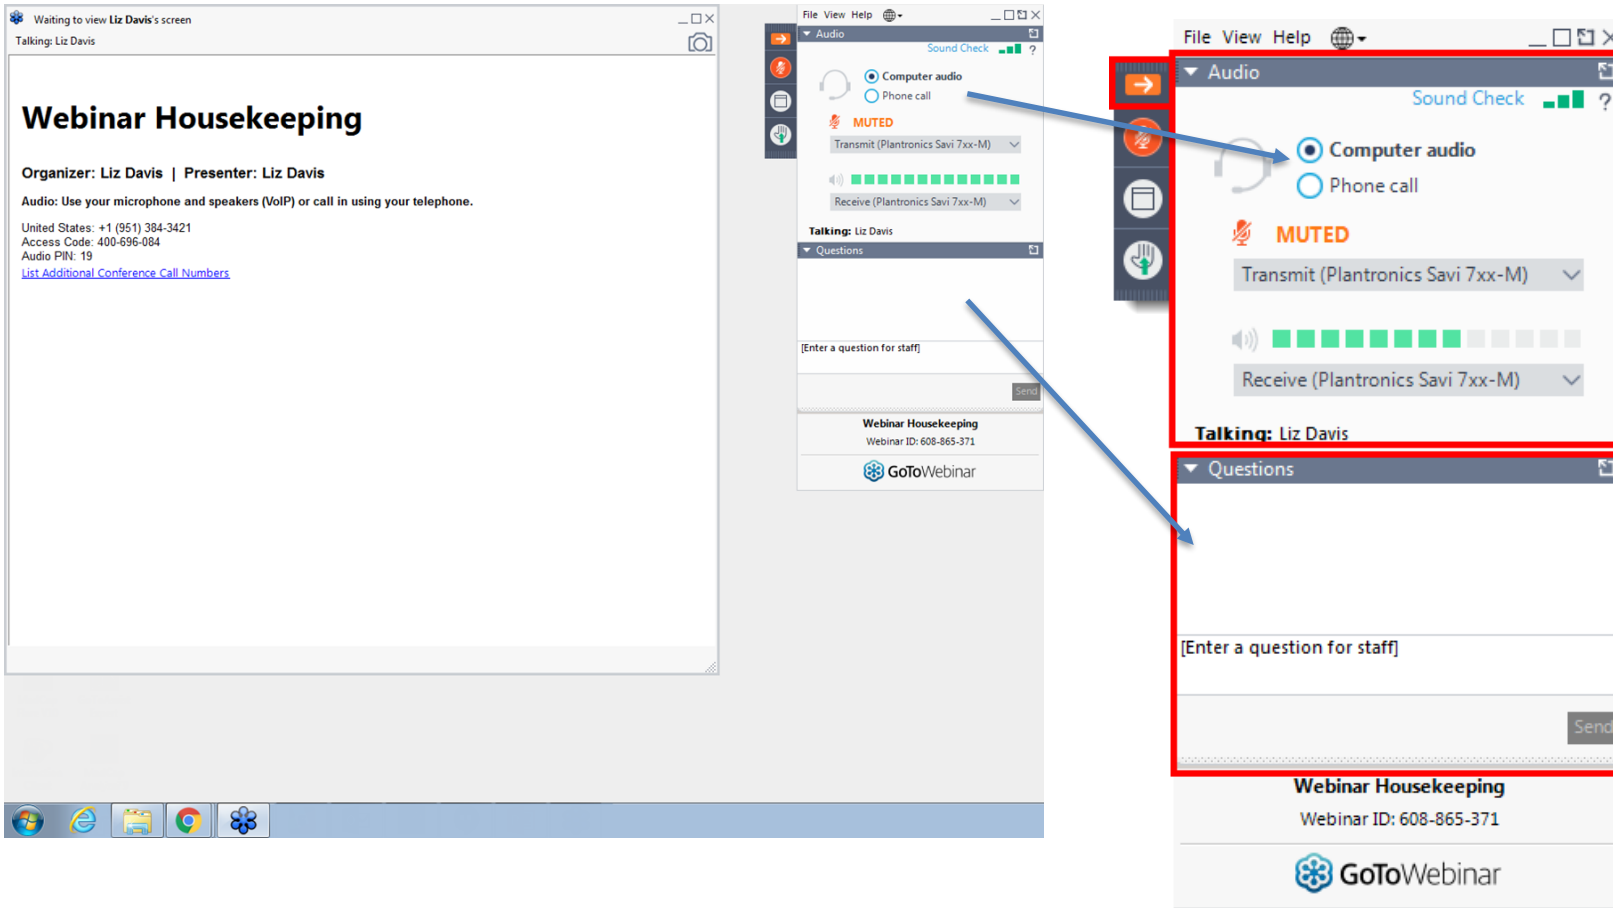 Waiting to view Liz Davis's screen
Talking: Liz Davis
Webinar Housekeeping
Organizer: Liz Davis | Presenter: Liz Davis
Audio: Use your microphone and speakers (VoIP) or call in using your telephone.
United States: +1 (951) 384-3421
Access Code: 400-696-084
Audio PIN: 19
List Additional Conference Call Numbers
File View Help
Audio
Sound Check ?
Computer audio
Phone call
MUTED
Transmit (Plantronics Savi 7xx-M)
Receive (Plantronics Savi 7xx-M)
Talking: Liz Davis
Questions
[Enter a question for staff]
Send
Webinar Housekeeping
Webinar ID: 608-865-371
GoToWebinar
File View Help
Audio
Sound Check ?
Computer audio
Phone call
MUTED
Transmit (Plantronics Savi 7xx-M)
Receive (Plantronics Savi 7xx-M)
Talking: Liz Davis
Questions
[Enter a question for staff]
Send
Webinar Housekeeping
Webinar ID: 608-865-371
GoToWebinar